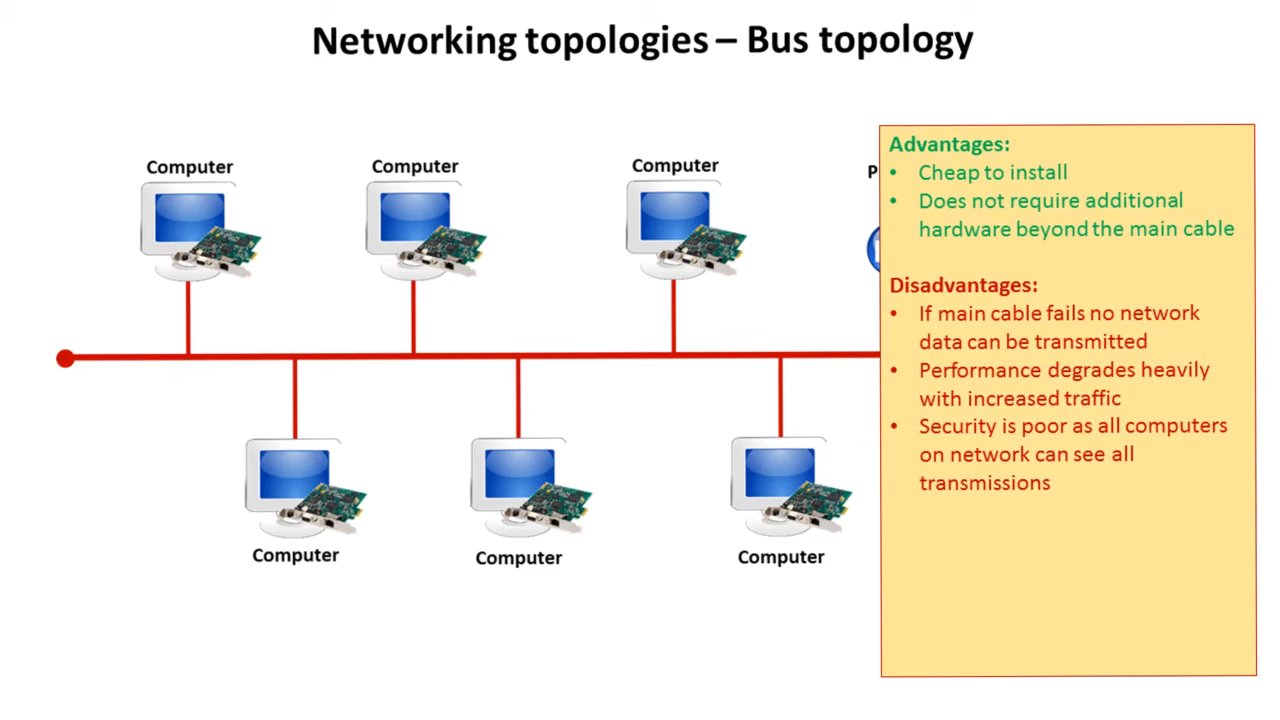 Networking topologies – Bus topology
Computer
Computer
Computer
P
Computer
Computer
Computer
Advantages:
• Cheap to install
• Does not require additional
hardware beyond the main cable
Disadvantages:
• If main cable fails no network
data can be transmitted
• Performance degrades heavily
with increased traffic
• Security is poor as all computers
on network can see all
transmissions